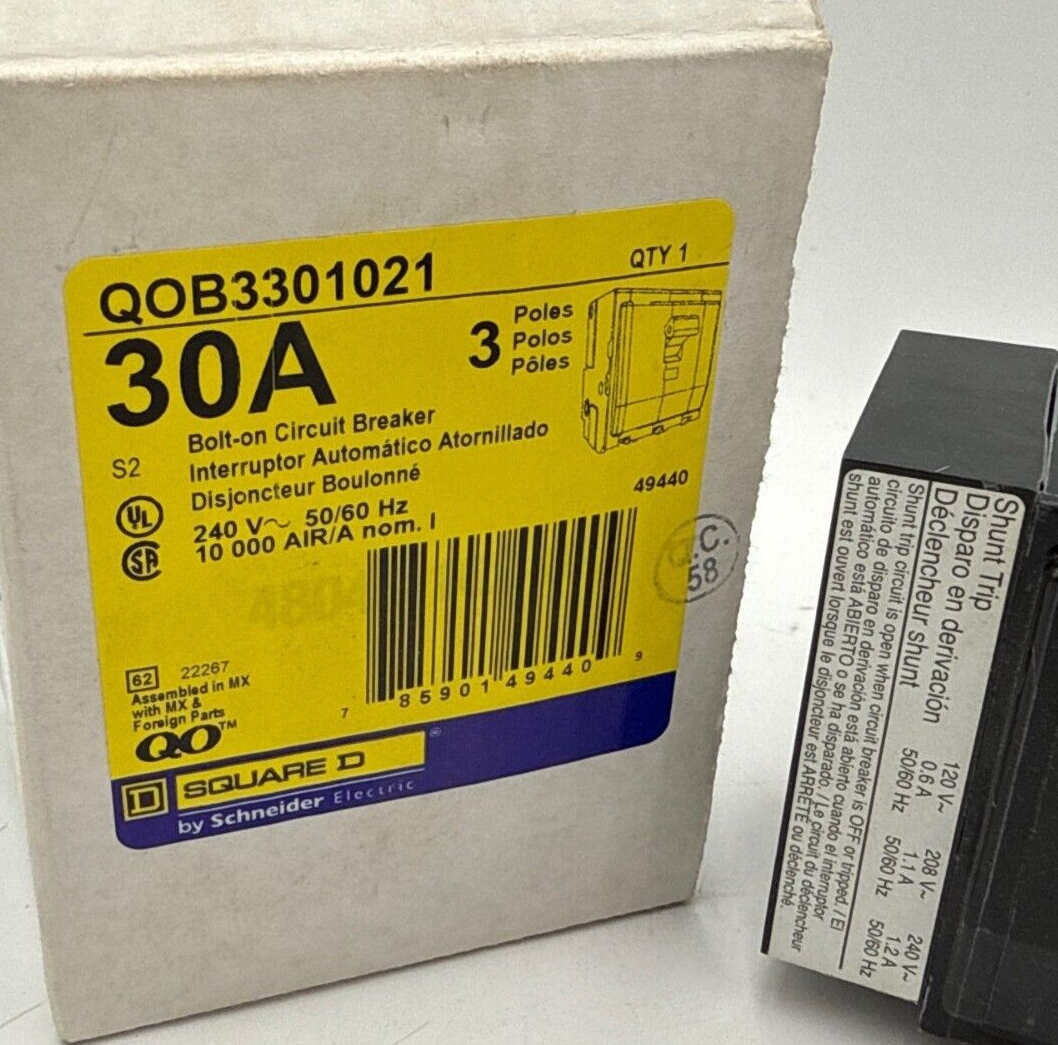 QOB3301021
QTY 1
30A
3
Poles
Polos
Pôles
Bolt-on Circuit Breaker
Interruptor Automático Atornillado
Disjoncteur Boulonné
S2
UL
240 V~ 50/60 Hz
10 000 AIR/A nom. I
SA
49440
Q.C.
58
7 85901 49440 9
62 22267
Assembled in MX
with MX &
Foreign Parts
QO™
D SQUARE D ®
by Schneider Electric
Shunt Trip
Disparo en derivación
Déclencheur shunt
120 V~ 208 V~ 240 V~
0.6 A 1.1 A 1.2 A
50/60 Hz 50/60 Hz 50/60 Hz
Shunt trip circuit is open when circuit breaker is OFF or tripped. / El
circuito de disparo en derivación está abierto cuando el interruptor
automático está ABIERTO o se ha disparado. / Le circuit du déclencheur
shunt est ouvert lorsque le disjoncteur est ARRÊTÉ ou déclenché.